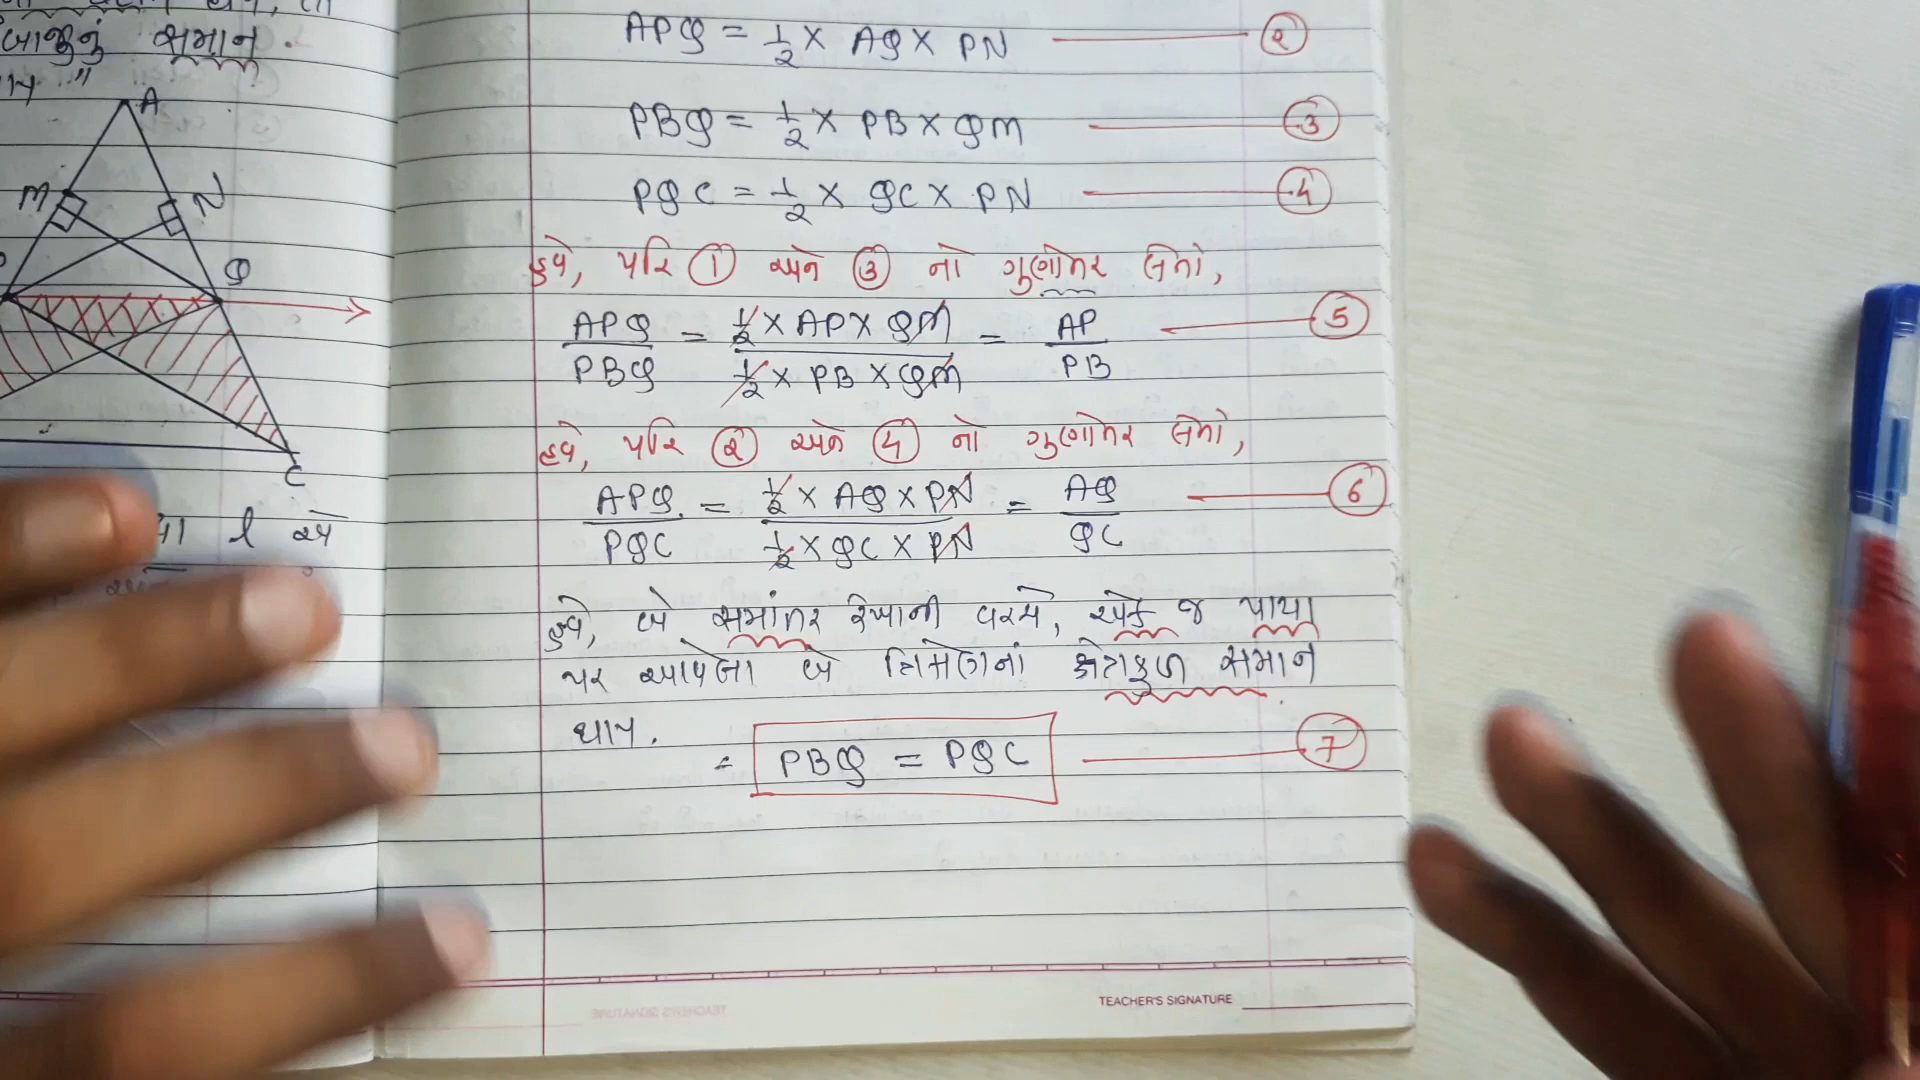 બાજુનું સમાન.
A
M
N
Q
C
APQ = 1/2 × AQ × PN ②
PBQ = 1/2 × PB × QM ③
PQC = 1/2 × QC × PN ④
હવે, પરિ ① અને ③ નો ગુણોત્તર લેતો,
APQ/PBQ = (1/2 × AP × QM)/(1/2 × PB × QM) = AP/PB ⑤
હવે, પરિ ② અને ④ નો ગુણોત્તર લેતો,
APQ/PQC = (1/2 × AQ × PN)/(1/2 × QC × PN) = AQ/QC ⑥
હવે, બે સમાંતર રેખાની વચ્ચે, એક જ પાયા
પર આવેલા બે ત્રિકોણનાં ક્ષેત્રફળ સમાન
થાય.
= PBQ = PQC ⑦
TEACHER'S SIGNATURE